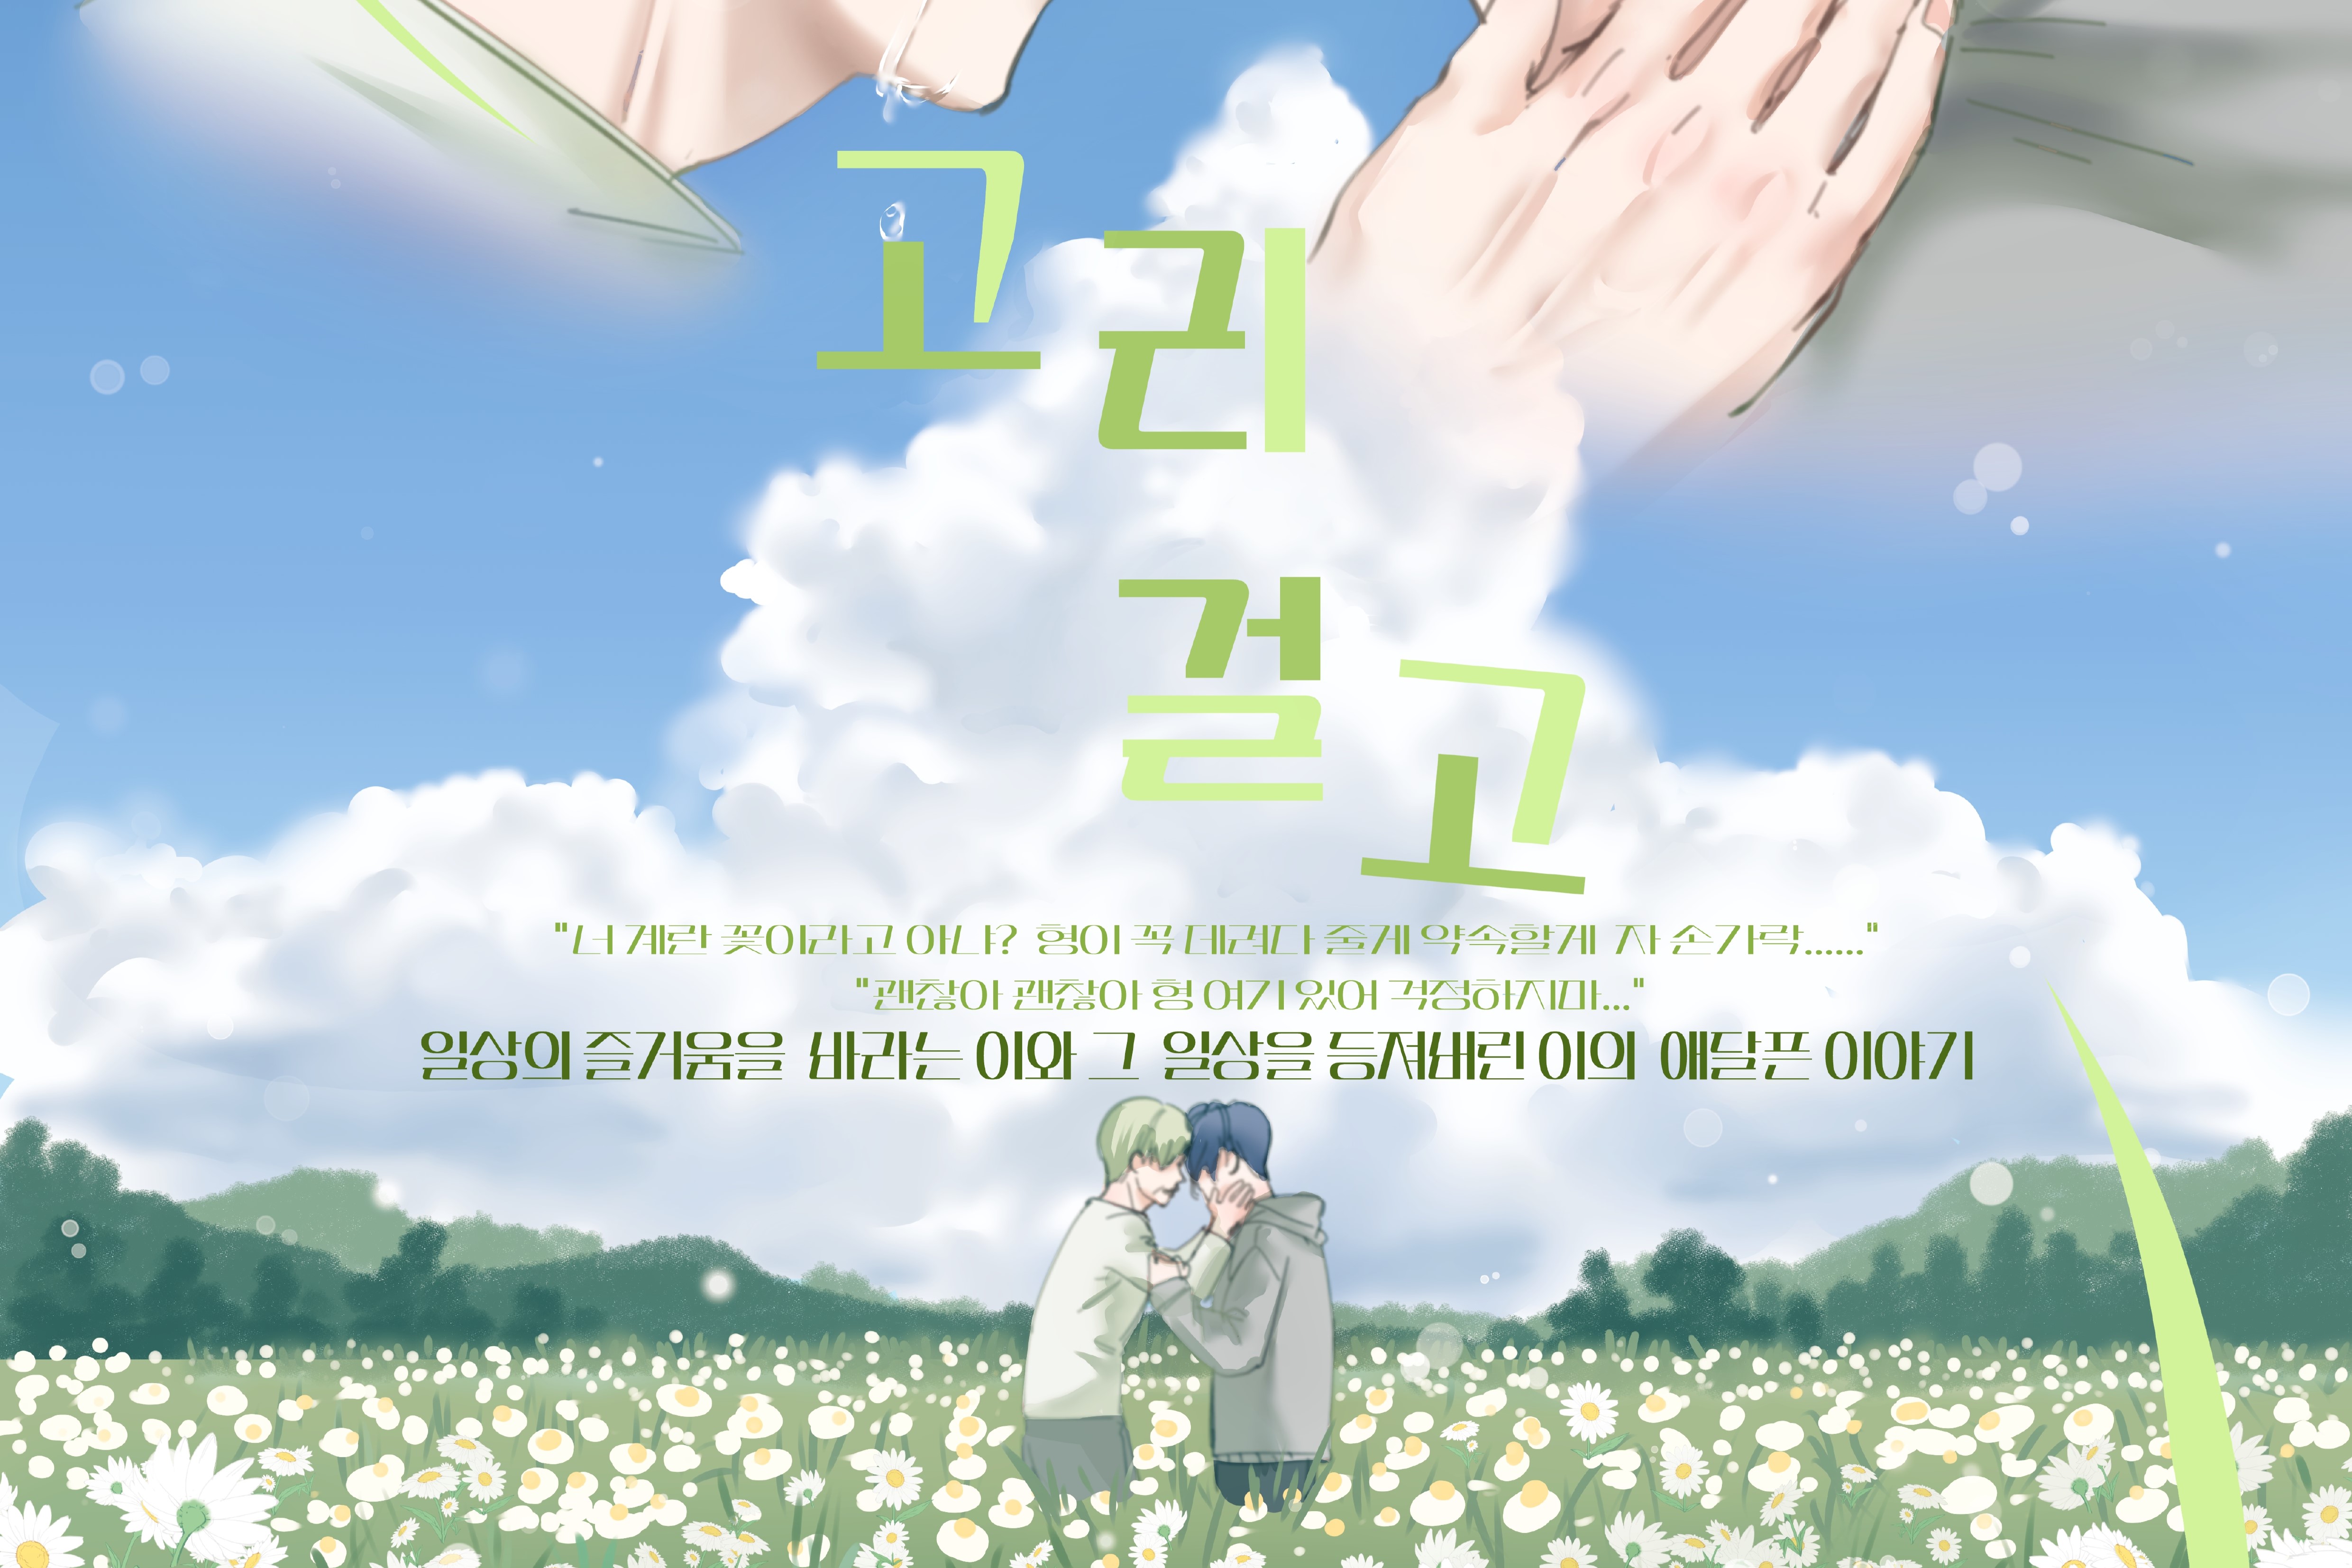 고리
걸고
"너 계란 꽃이라고 아냐? 형이 꼭 데려다 줄게 약속할게 자 손가락......"
"괜찮아 괜찮아 형 여기 있어 걱정하지마..."
일상의 즐거움을 바라는 이와 그 일상을 등져버린 이의 애달픈 이야기